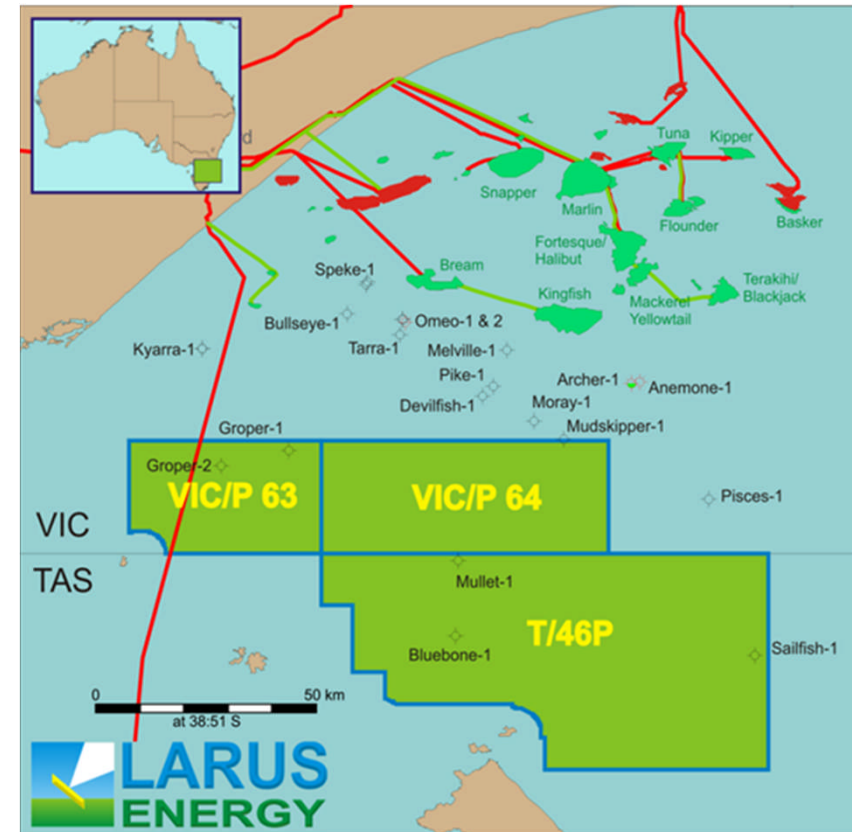 d
Tuna
Kipper
Snapper
Marlin
Flounder
Basker
Fortesque/
Halibut
Speke-1
Bream
Terakihi/
Blackjack
Kingfish
Mackerel
Yellowtail
Bullseye-1
Omeo-1 & 2
Tarra-1
Kyarra-1
Melville-1
Pike-1
Archer-1
Anemone-1
Devilfish-1
Moray-1
Groper-1
Mudskipper-1
Groper-2
VIC/P 63
VIC/P 64
Pisces-1
VIC
TAS
Mullet-1
T/46P
Bluebone-1
Sailfish-1
0
50 km
at 38:51 S
LARUS
ENERGY